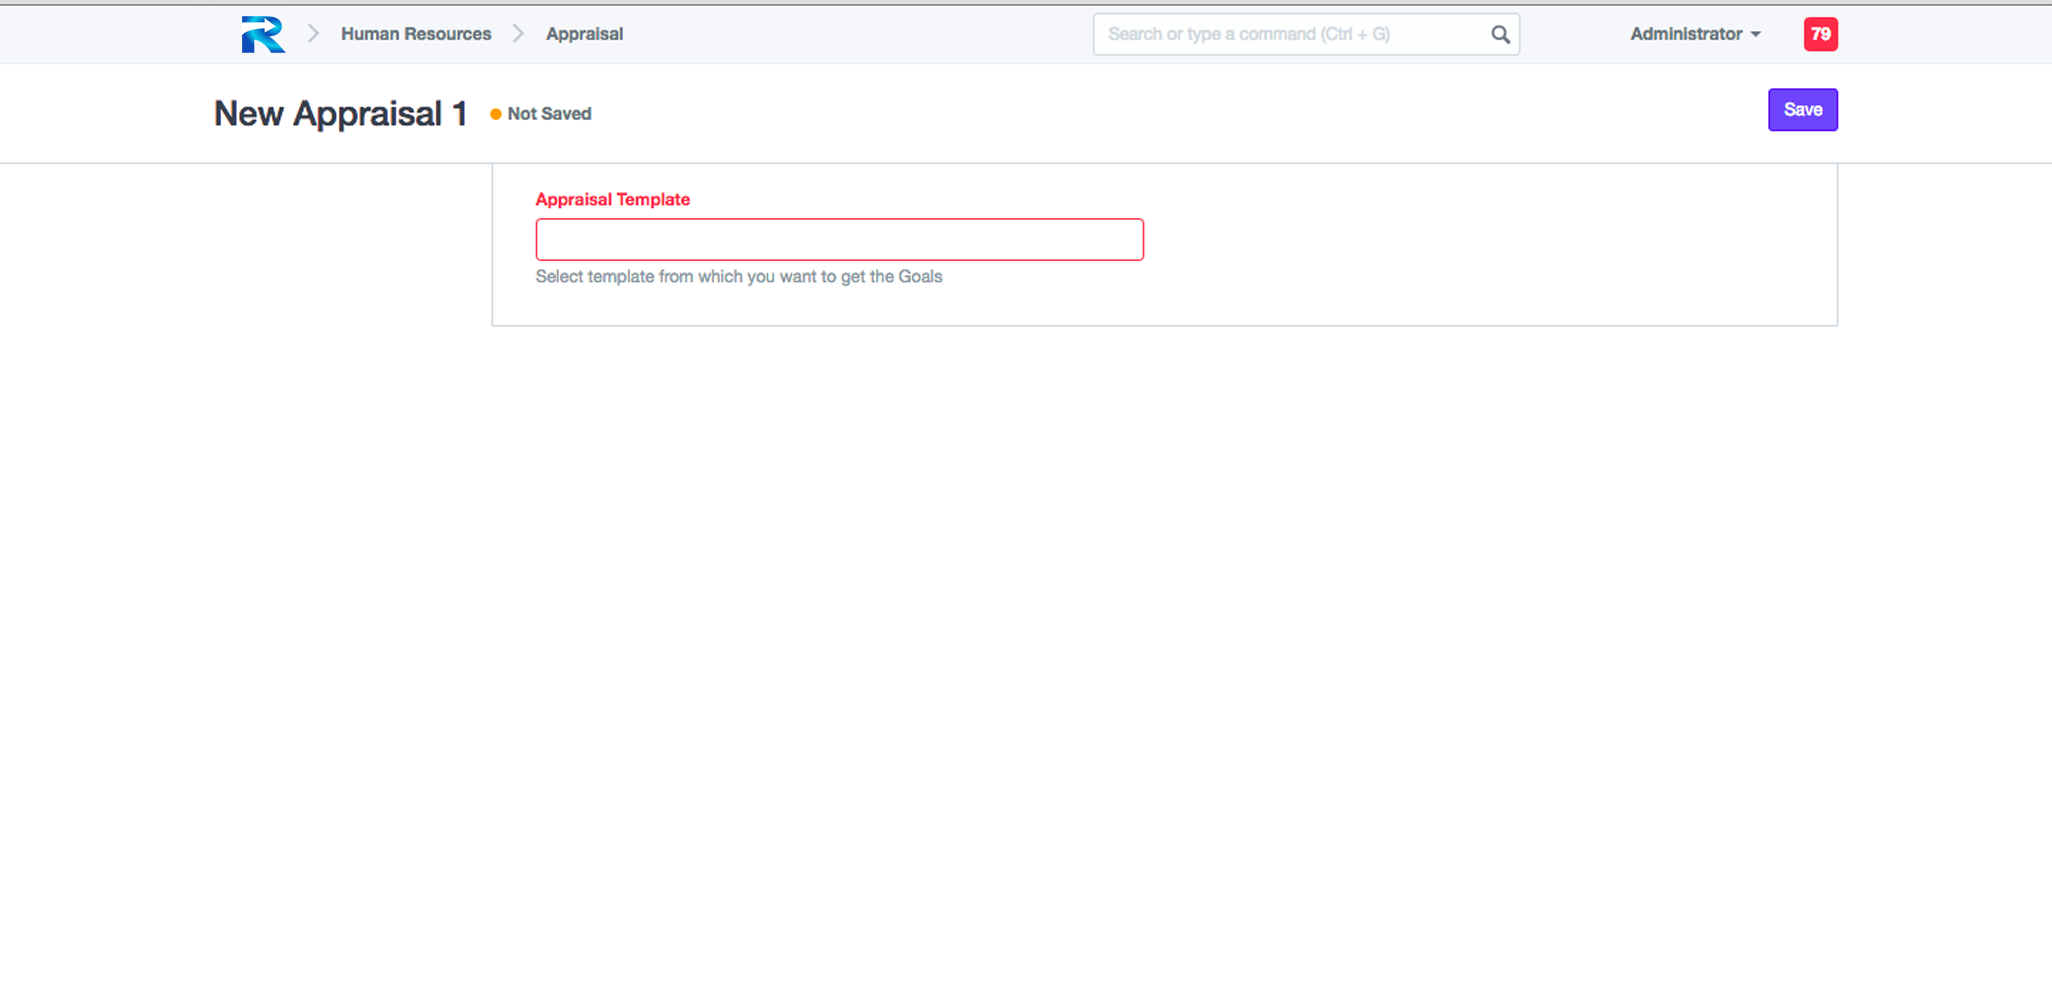 Human Resources
Appraisal
Search or type a command (Ctrl + G)
Administrator
79
New Appraisal 1
Not Saved
Save
Appraisal Template
Select template from which you want to get the Goals